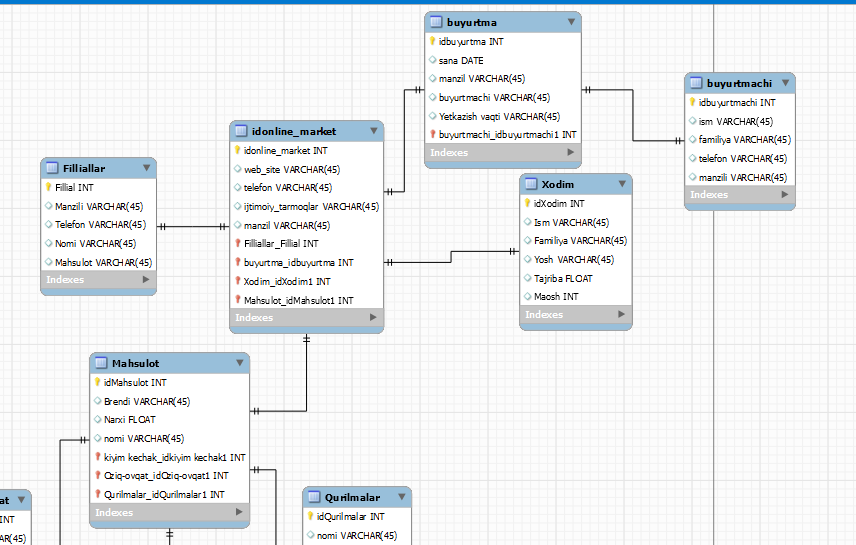 buyurtma
idbuyurtma INT
sana DATE
manzil VARCHAR(45)
buyurtmachi VARCHAR(45)
Yetkazish vaqti VARCHAR(45)
buyurtmachi_idbuyurtmachi1 INT
Indexes
buyurtmachi
idbuyurtmachi INT
ism VARCHAR(45)
familiya VARCHAR(45)
telefon VARCHAR(45)
manzili VARCHAR(45)
Indexes
idonline_market
idonline_market INT
web_site VARCHAR(45)
telefon VARCHAR(45)
ijtimoiy_tarmoqlar VARCHAR(45)
manzil VARCHAR(45)
Filliallar_Fillial INT
buyurtma_idbuyurtma INT
Xodim_idXodim1 INT
Mahsulot_idMahsulot1 INT
Indexes
Filliallar
Fillial INT
Manzili VARCHAR(45)
Telefon VARCHAR(45)
Nomi VARCHAR(45)
Mahsulot VARCHAR(45)
Indexes
Xodim
idXodim INT
Ism VARCHAR(45)
Familiya VARCHAR(45)
Yosh VARCHAR(45)
Tajriba FLOAT
Maosh INT
Indexes
Mahsulot
idMahsulot INT
Brendi VARCHAR(45)
Narxi FLOAT
nomi VARCHAR(45)
kiyim kechak_idkiyim kechak1 INT
Oziq-ovqat_idOziq-ovqat1 INT
Qurilmalar_idQurilmalar1 INT
Indexes
at
INT
AR(45)
Qurilmalar
idQurilmalar INT
nomi VARCHAR(45)